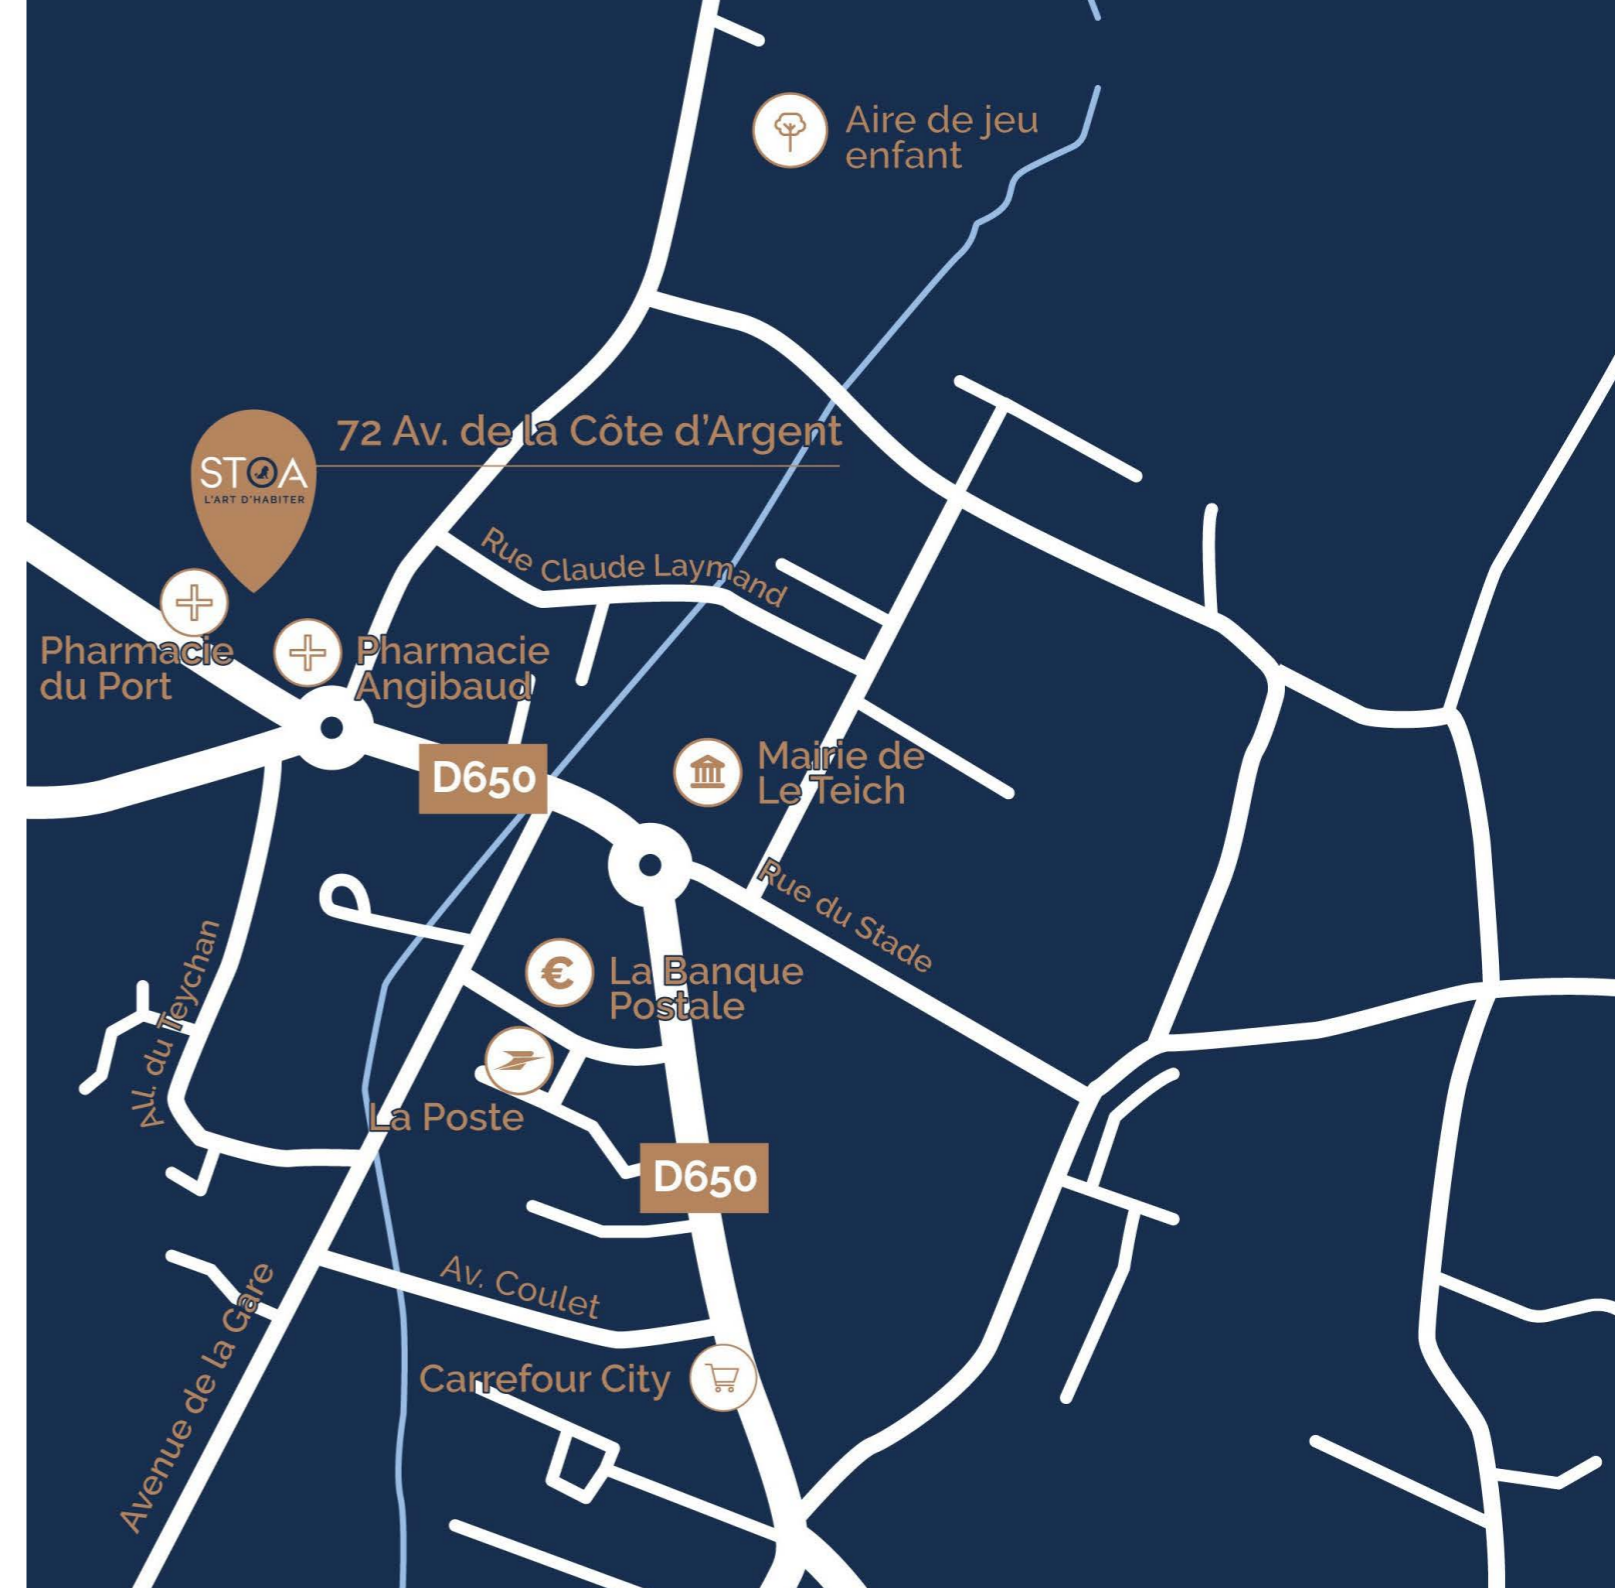 Aire de jeu
enfant
72 Av. de la Côte d'Argent
STOA
L'ART D'HABITER
Rue Claude Laymand
Pharmacie
du Port
Pharmacie
Angibaud
D650
Mairie de
Le Teich
Rue du Stade
All. du Teychan
€
La Banque
Postale
La Poste
D650
Av. Coulet
Avenue de la Gare
Carrefour City